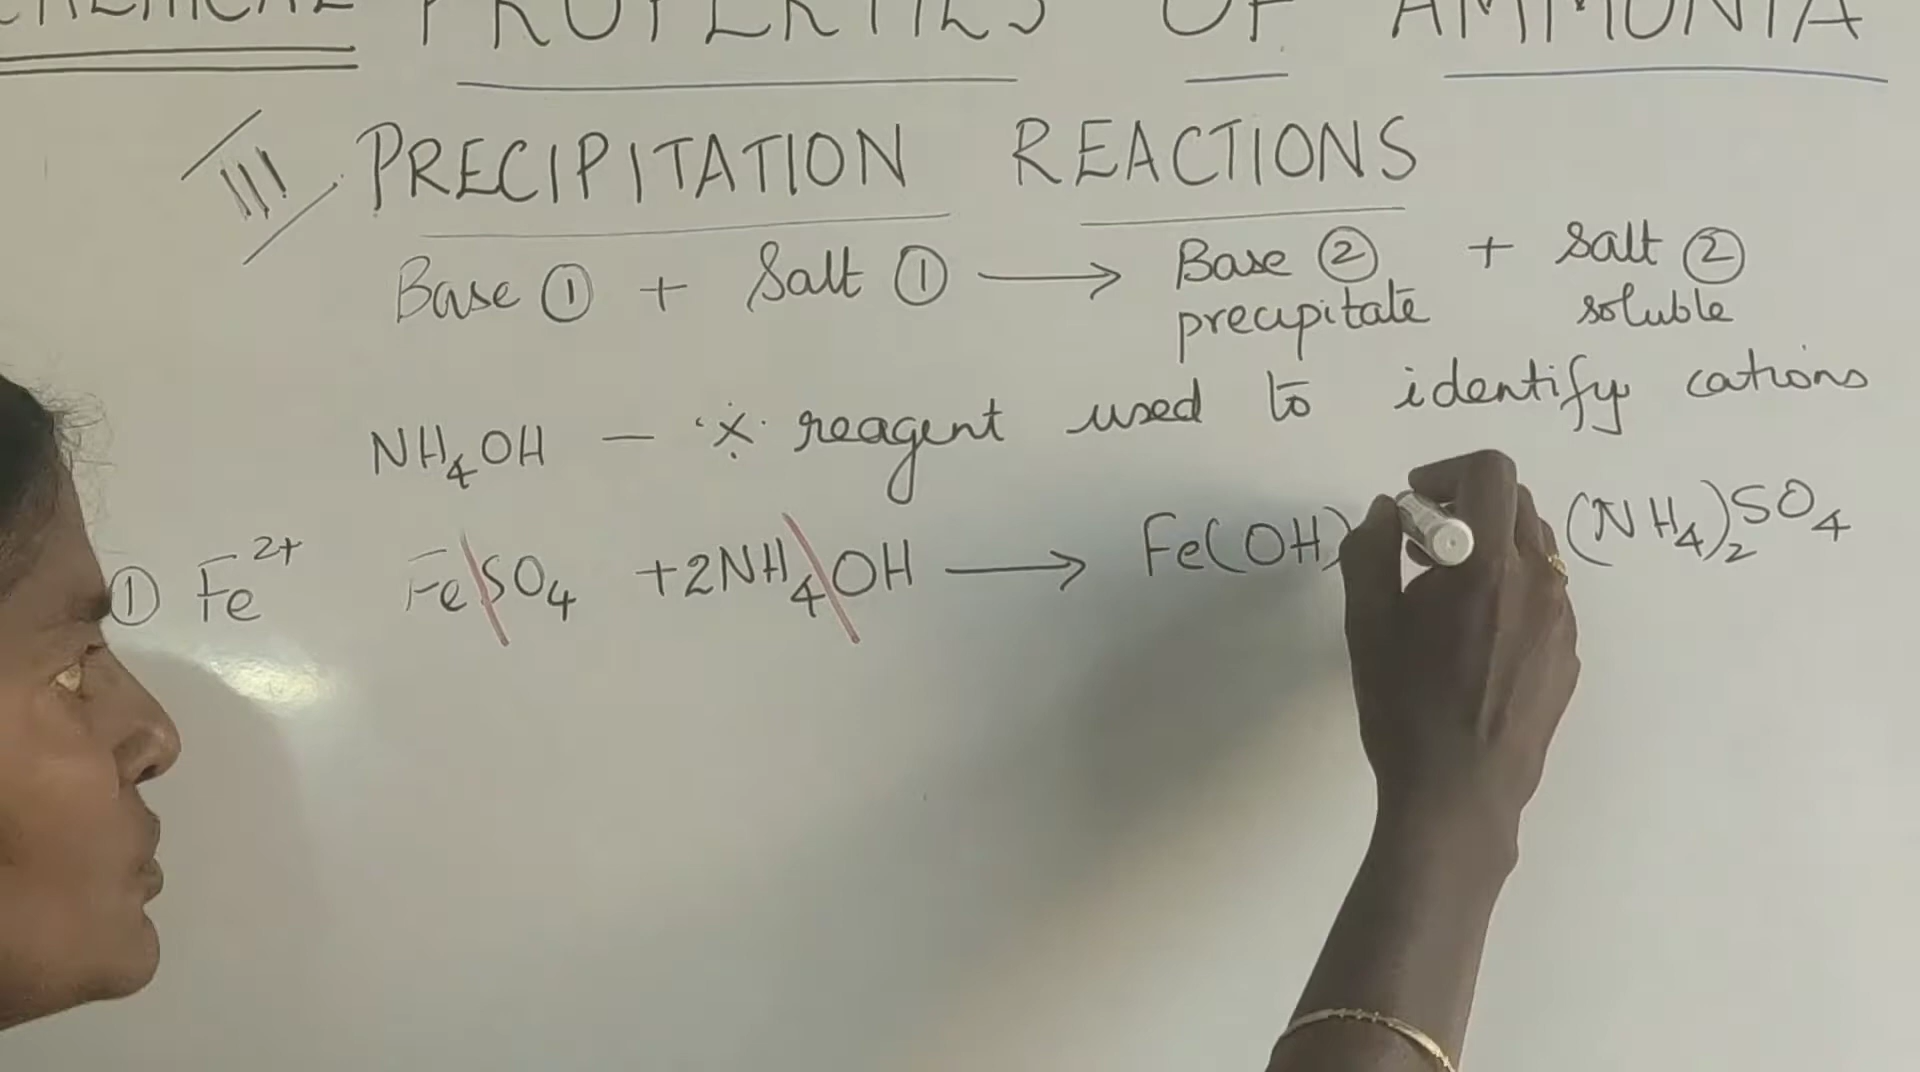 CHEMICAL PROPERTIES OF AMMONIA
III PRECIPITATION REACTIONS
Base ① + Salt ① → Base ② + Salt ②
precipitate soluble
NH₄OH — reagent used to identify cations
① Fe²⁺ FeSO₄ + 2NH₄OH → Fe(OH) (NH₄)₂SO₄